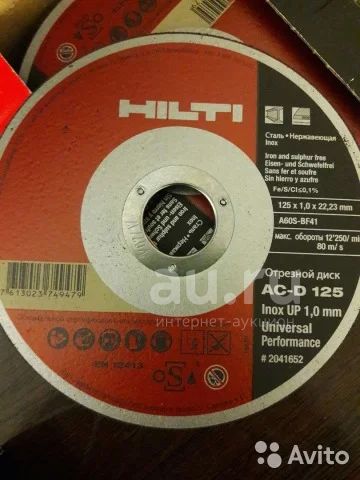 HILTI
Сталь • Нержавеющая
Inox
Iron and sulphur free
Eisen- und Schwefelfrei
Sans fer et soufre
Sin hierro y azufre
Fe/S/Cl≤0,1%
125 x 1,0 x 22,23 mm
A60S-BF41
макс. обороты 12'250/ mi
80 m/s
Отрезной диск
AC-D 125
Inox UP 1,0 mm
Universal
Performance
# 2041652
7613023749479
EN 12413
au.ru
интернет-аукцион
Avito